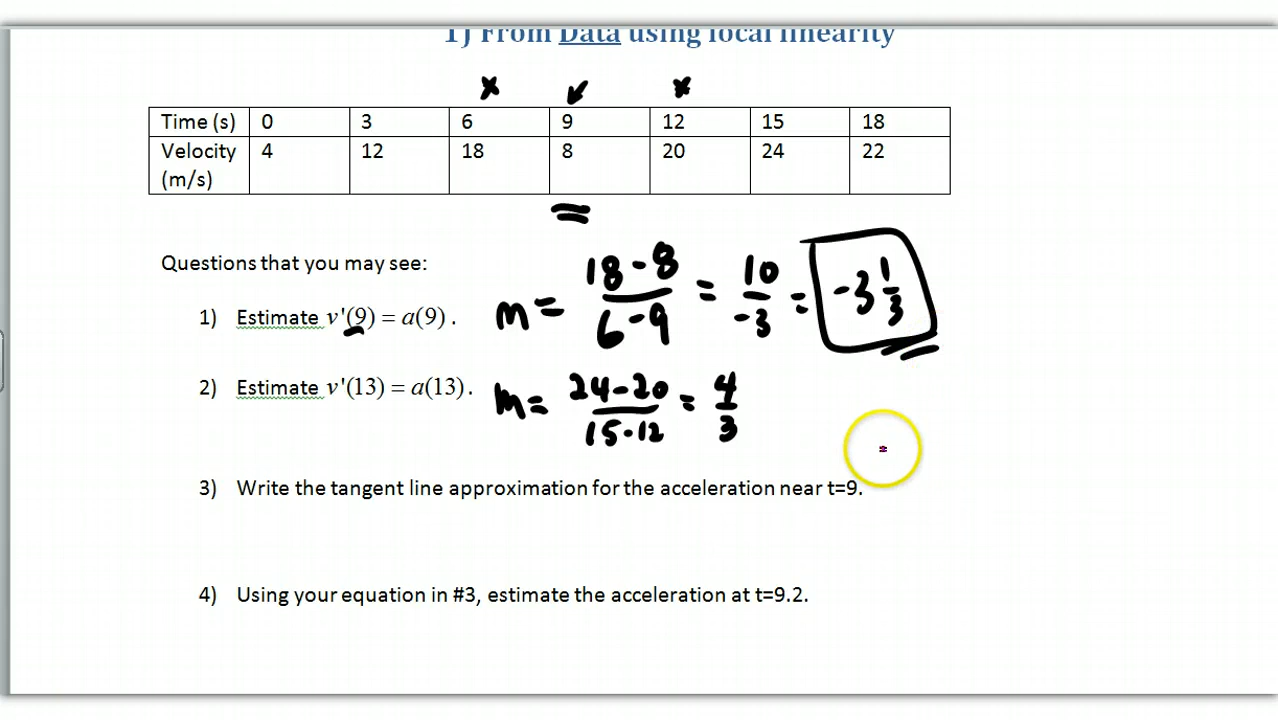 1) From Data using local linearity
Time (s) 0 3 6 9 12 15 18
Velocity (m/s) 4 12 18 8 20 24 22
Questions that you may see:
1) Estimate v'(9) = a(9). m = 18-8 / 6-9 = 10 / -3 = -3 1/3
2) Estimate v'(13) = a(13). m = 24-20 / 15-12 = 4/3
3) Write the tangent line approximation for the acceleration near t=9.
4) Using your equation in #3, estimate the acceleration at t=9.2.